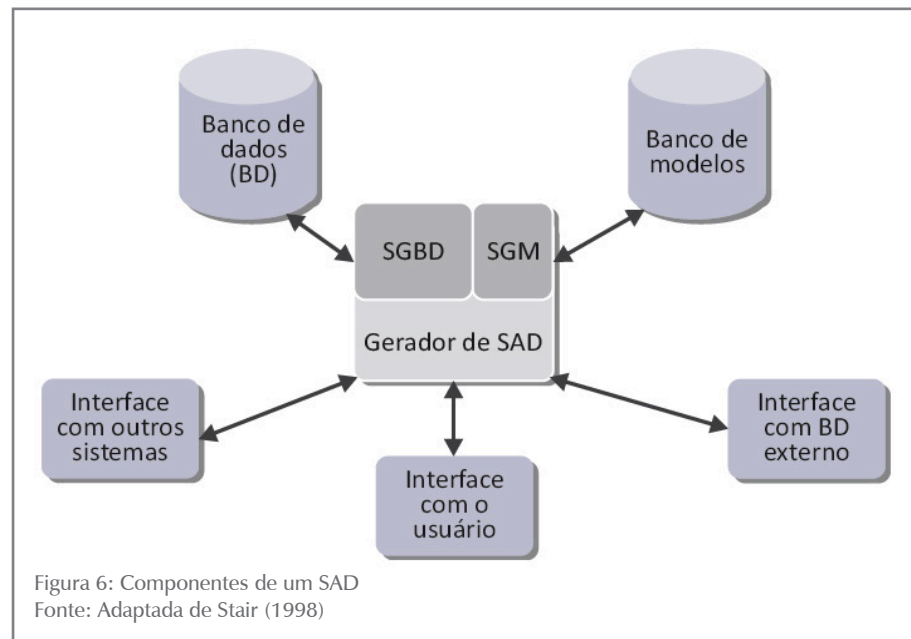 Banco de
dados
(BD)
Banco de
modelos
SGBD
SGM
Gerador de SAD
Interface
com outros
sistemas
Interface
com o
usuário
Interface
com BD
externo
Figura 6: Componentes de um SAD
Fonte: Adaptada de Stair (1998)